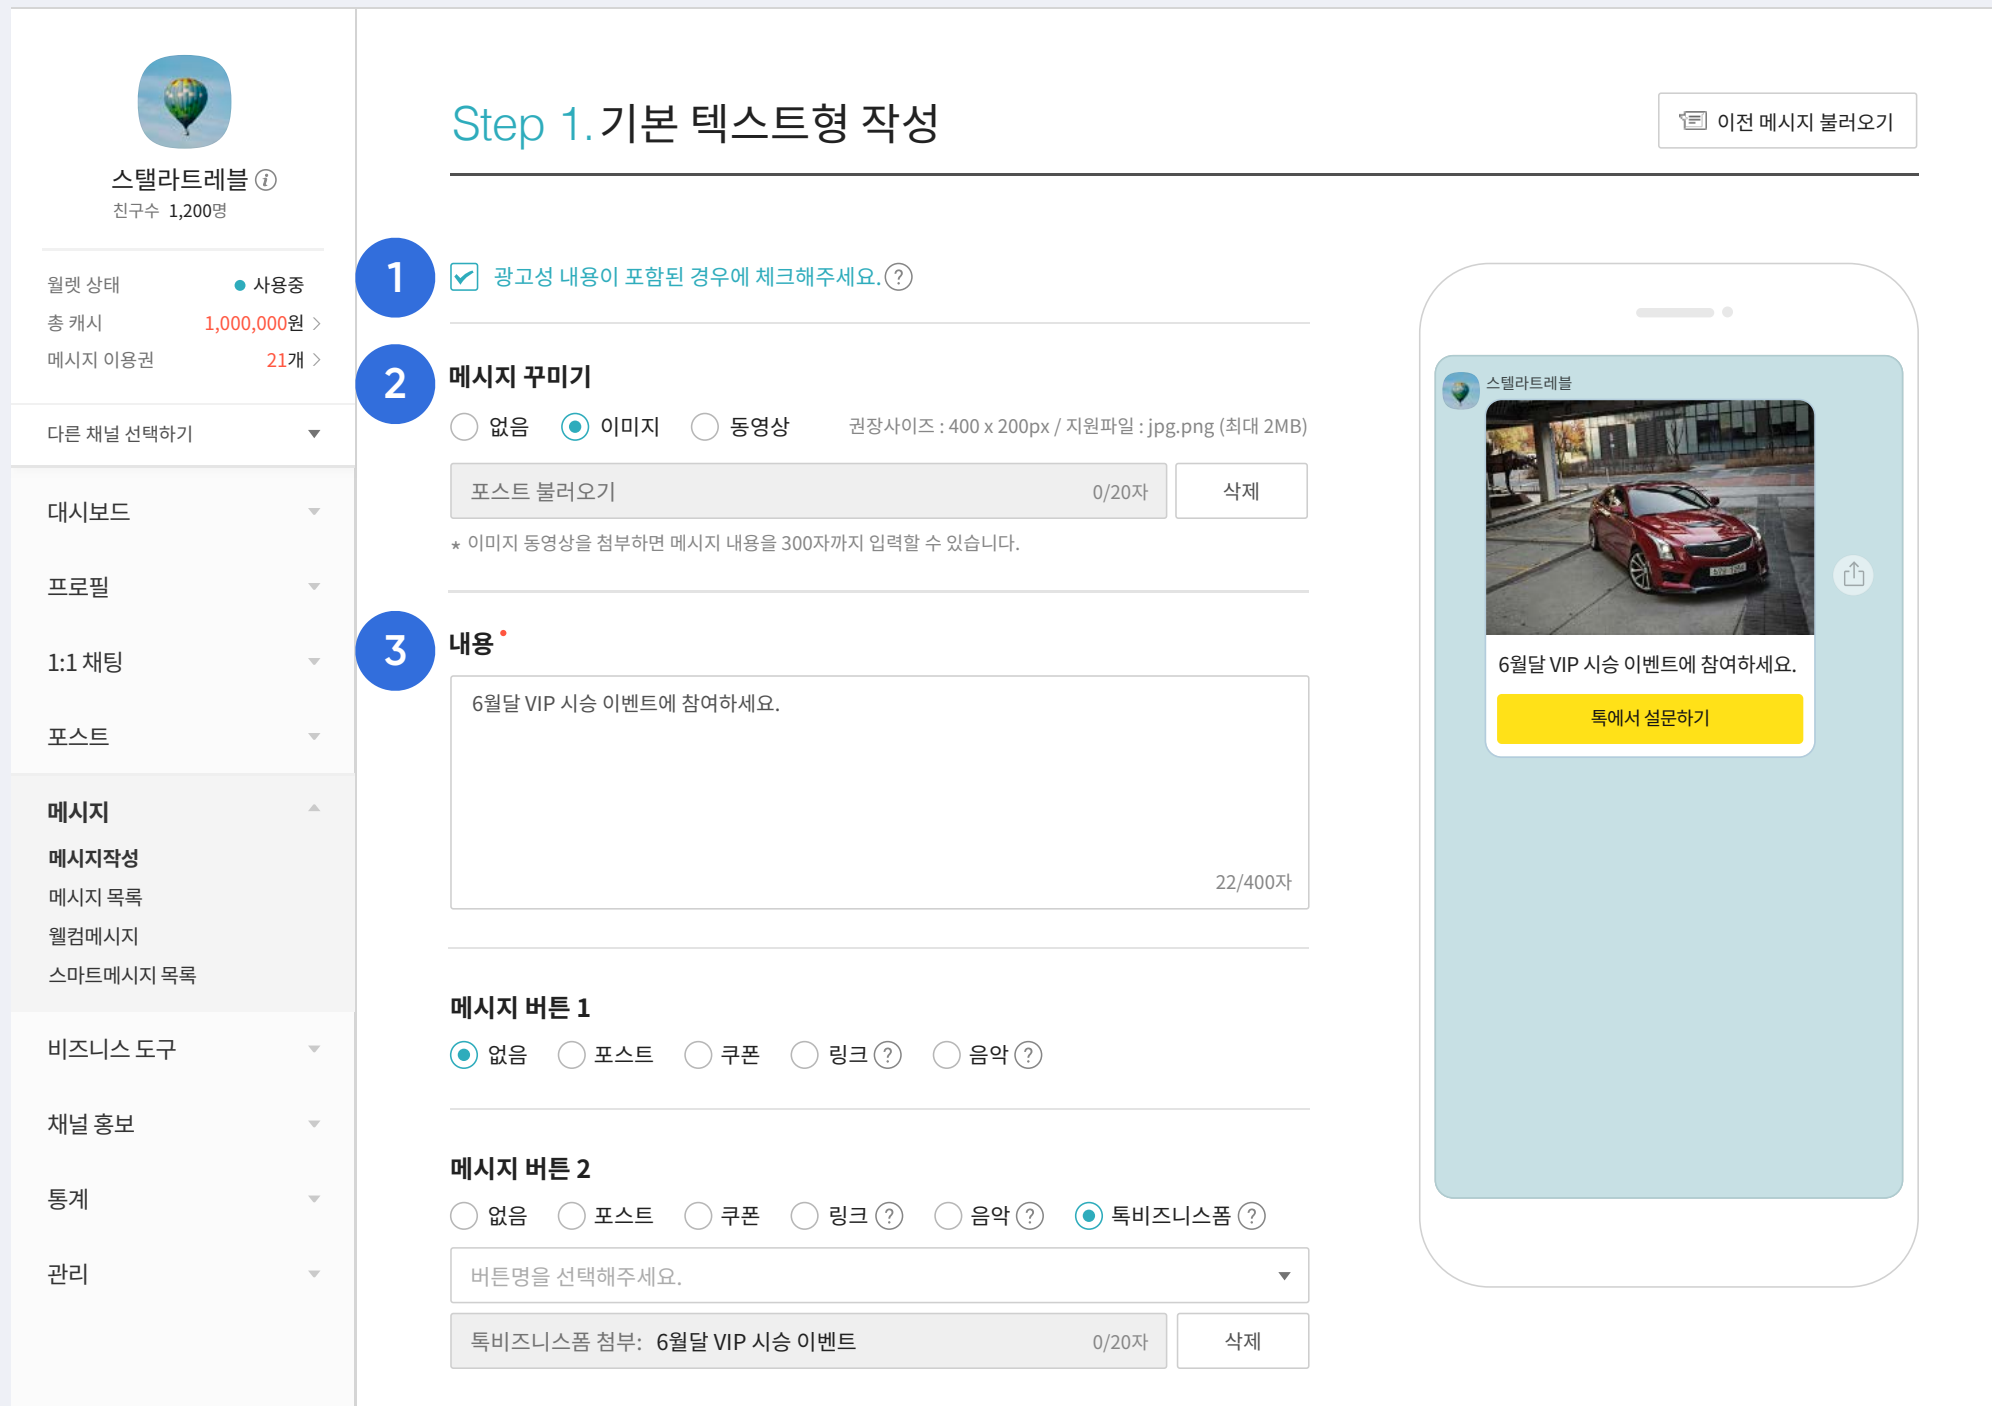 스탤라트레블
친구수 1,200명
월렛 상태 사용중
총 캐시 1,000,000원
메시지 이용권 21개
다른 채널 선택하기
대시보드
프로필
1:1 채팅
포스트
메시지
메시지작성
메시지 목록
웰컴메시지
스마트메시지 목록
비즈니스 도구
채널 홍보
통계
관리
Step 1. 기본 텍스트형 작성
이전 메시지 불러오기
1
광고성 내용이 포함된 경우에 체크해주세요. ?
2
메시지 꾸미기
없음 이미지 동영상 권장사이즈 : 400 x 200px / 지원파일 : jpg.png (최대 2MB)
포스트 불러오기 0/20자 삭제
* 이미지 동영상을 첨부하면 메시지 내용을 300자까지 입력할 수 있습니다.
3
내용
6월달 VIP 시승 이벤트에 참여하세요.
22/400자
메시지 버튼 1
없음 포스트 쿠폰 링크 ? 음악 ?
메시지 버튼 2
없음 포스트 쿠폰 링크 ? 음악 ? 톡비즈니스폼 ?
버튼명을 선택해주세요.
톡비즈니스폼 첨부: 6월달 VIP 시승 이벤트 0/20자 삭제
스텔라트레블
6월달 VIP 시승 이벤트에 참여하세요.
톡에서 설문하기